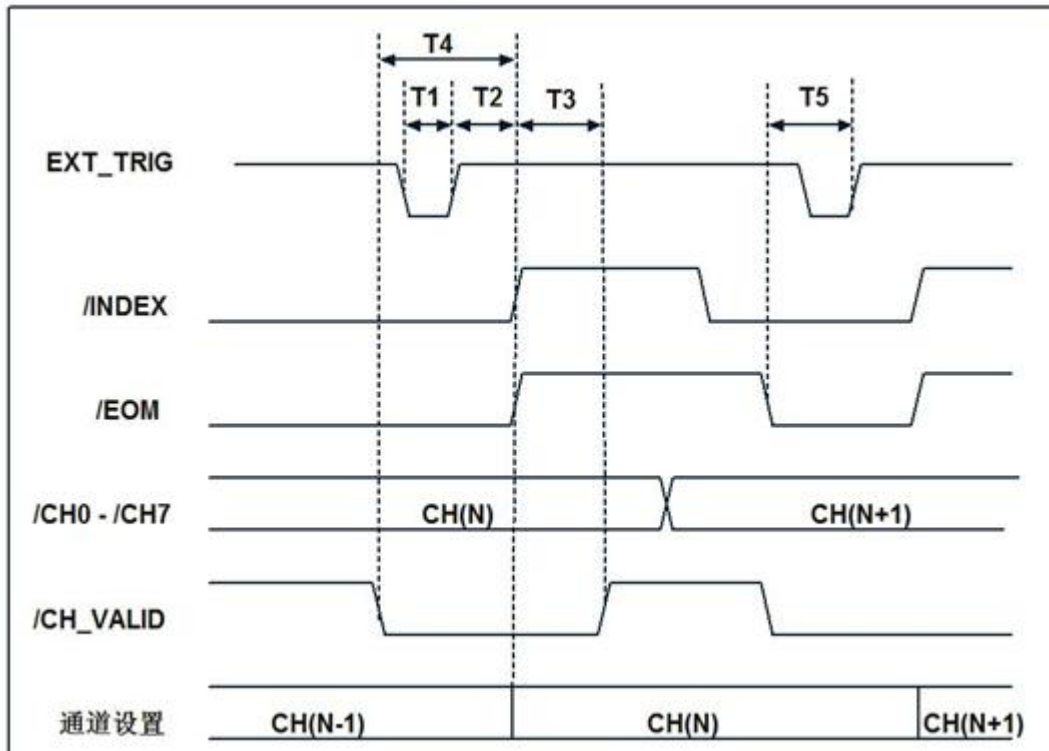 T4
T1 T2 T3 T5
EXT_TRIG
/INDEX
/EOM
/CH0 - /CH7 CH(N) CH(N+1)
/CH_VALID
通道设置 CH(N-1) CH(N) CH(N+1)